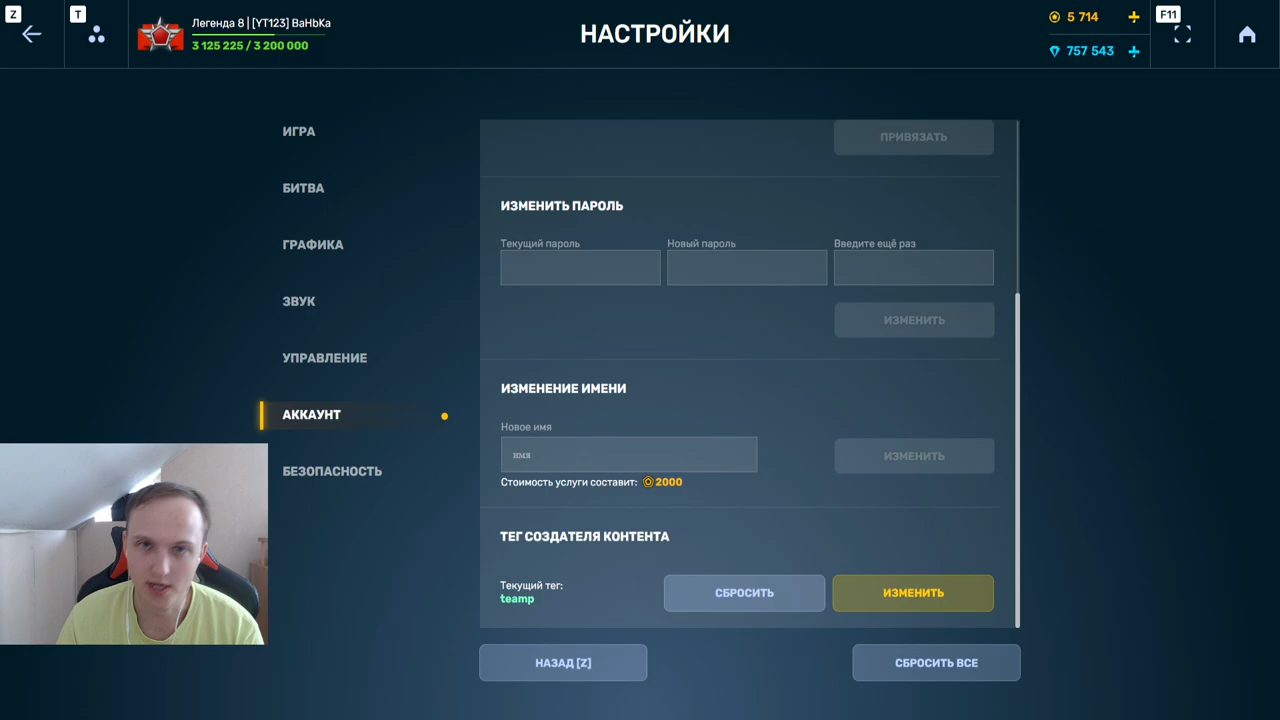 Z
T
Легенда 8 | [YT123] BaHbKa
3 125 225 / 3 200 000
НАСТРОЙКИ
5 714
757 543
F11
ИГРА
БИТВА
ГРАФИКА
ЗВУК
УПРАВЛЕНИЕ
АККАУНТ
БЕЗОПАСНОСТЬ
ПРИВЯЗАТЬ
ИЗМЕНИТЬ ПАРОЛЬ
Текущий пароль
Новый пароль
Введите ещё раз
ИЗМЕНИТЬ
ИЗМЕНЕНИЕ ИМЕНИ
Новое имя
имя
ИЗМЕНИТЬ
Стоимость услуги составит: 2000
ТЕГ СОЗДАТЕЛЯ КОНТЕНТА
Текущий тег:
teamp
СБРОСИТЬ
ИЗМЕНИТЬ
НАЗАД [Z]
СБРОСИТЬ ВСЕ